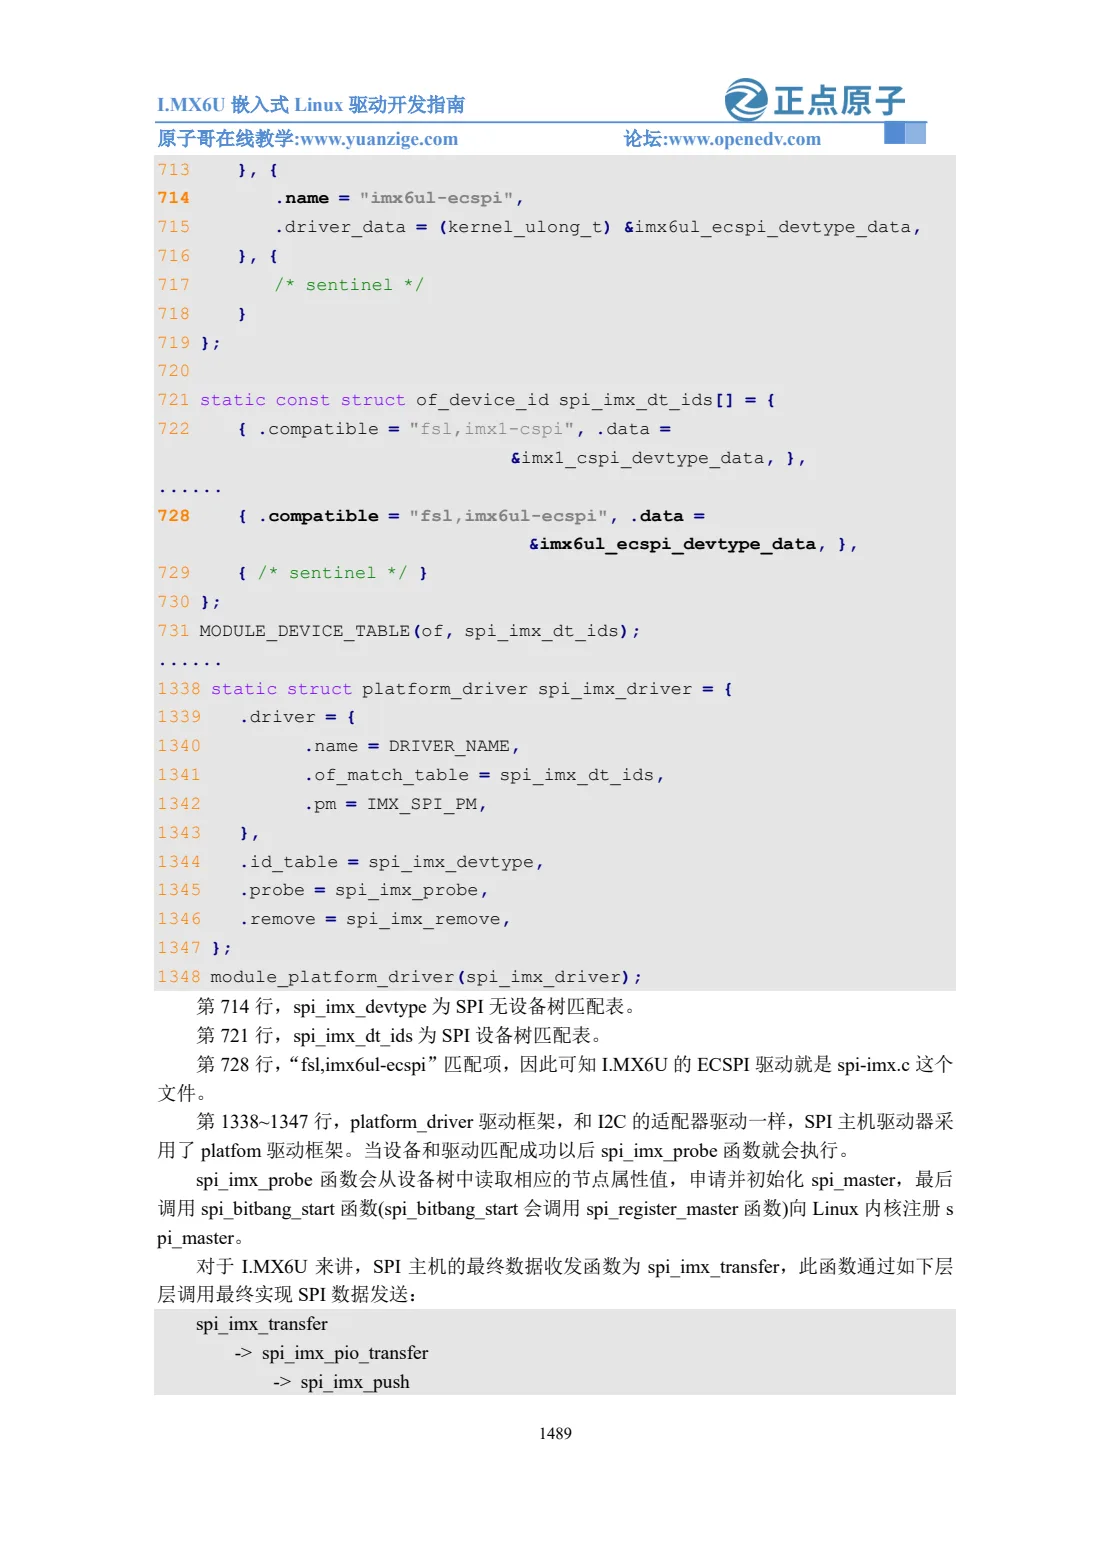 I.MX6U 嵌入式 Linux 驱动开发指南
正点原子
原子哥在线教学:www.yuanzige.com 论坛:www.openedv.com
713 }, {
714 .name = "imx6ul-ecspi",
715 .driver_data = (kernel_ulong_t) &imx6ul_ecspi_devtype_data,
716 }, {
717 /* sentinel */
718 }
719 };
720
721 static const struct of_device_id spi_imx_dt_ids[] = {
722 { .compatible = "fsl,imx1-cspi", .data =
&imx1_cspi_devtype_data, },
......
728 { .compatible = "fsl,imx6ul-ecspi", .data =
&imx6ul_ecspi_devtype_data, },
729 { /* sentinel */ }
730 };
731 MODULE_DEVICE_TABLE(of, spi_imx_dt_ids);
......
1338 static struct platform_driver spi_imx_driver = {
1339 .driver = {
1340 .name = DRIVER_NAME,
1341 .of_match_table = spi_imx_dt_ids,
1342 .pm = IMX_SPI_PM,
1343 },
1344 .id_table = spi_imx_devtype,
1345 .probe = spi_imx_probe,
1346 .remove = spi_imx_remove,
1347 };
1348 module_platform_driver(spi_imx_driver);
第 714 行，spi_imx_devtype 为 SPI 无设备树匹配表。
第 721 行，spi_imx_dt_ids 为 SPI 设备树匹配表。
第 728 行，“fsl,imx6ul-ecspi”匹配项，因此可知 I.MX6U 的 ECSPI 驱动就是 spi-imx.c 这个
文件。
第 1338~1347 行，platform_driver 驱动框架，和 I2C 的适配器驱动一样，SPI 主机驱动器采
用了 platfom 驱动框架。当设备和驱动匹配成功以后 spi_imx_probe 函数就会执行。
spi_imx_probe 函数会从设备树中读取相应的节点属性值，申请并初始化 spi_master，最后
调用 spi_bitbang_start 函数(spi_bitbang_start 会调用 spi_register_master 函数)向 Linux 内核注册 s
pi_master。
对于 I.MX6U 来讲，SPI 主机的最终数据收发函数为 spi_imx_transfer，此函数通过如下层
层调用最终实现 SPI 数据发送：
spi_imx_transfer
-> spi_imx_pio_transfer
-> spi_imx_push
1489